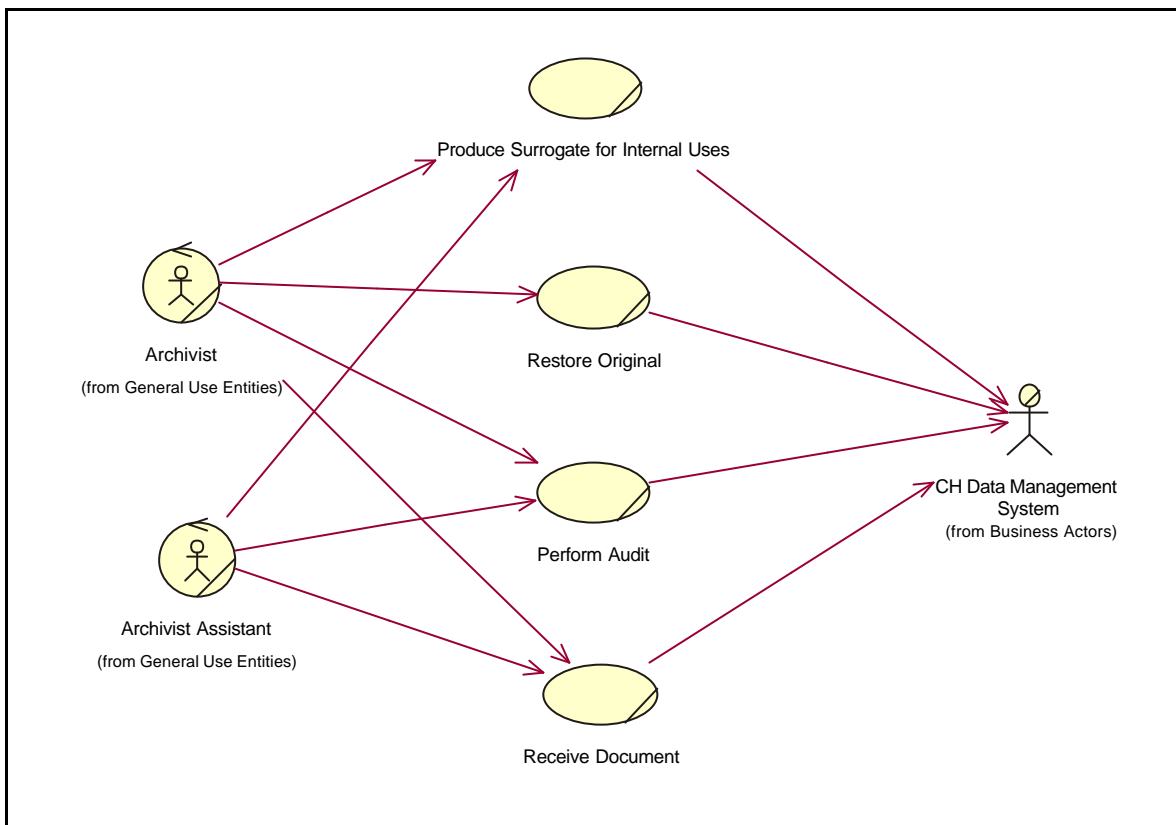 Produce Surrogate for Internal Uses
Archivist
(from General Use Entities)
Restore Original
CH Data Management
System
(from Business Actors)
Perform Audit
Archivist Assistant
(from General Use Entities)
Receive Document